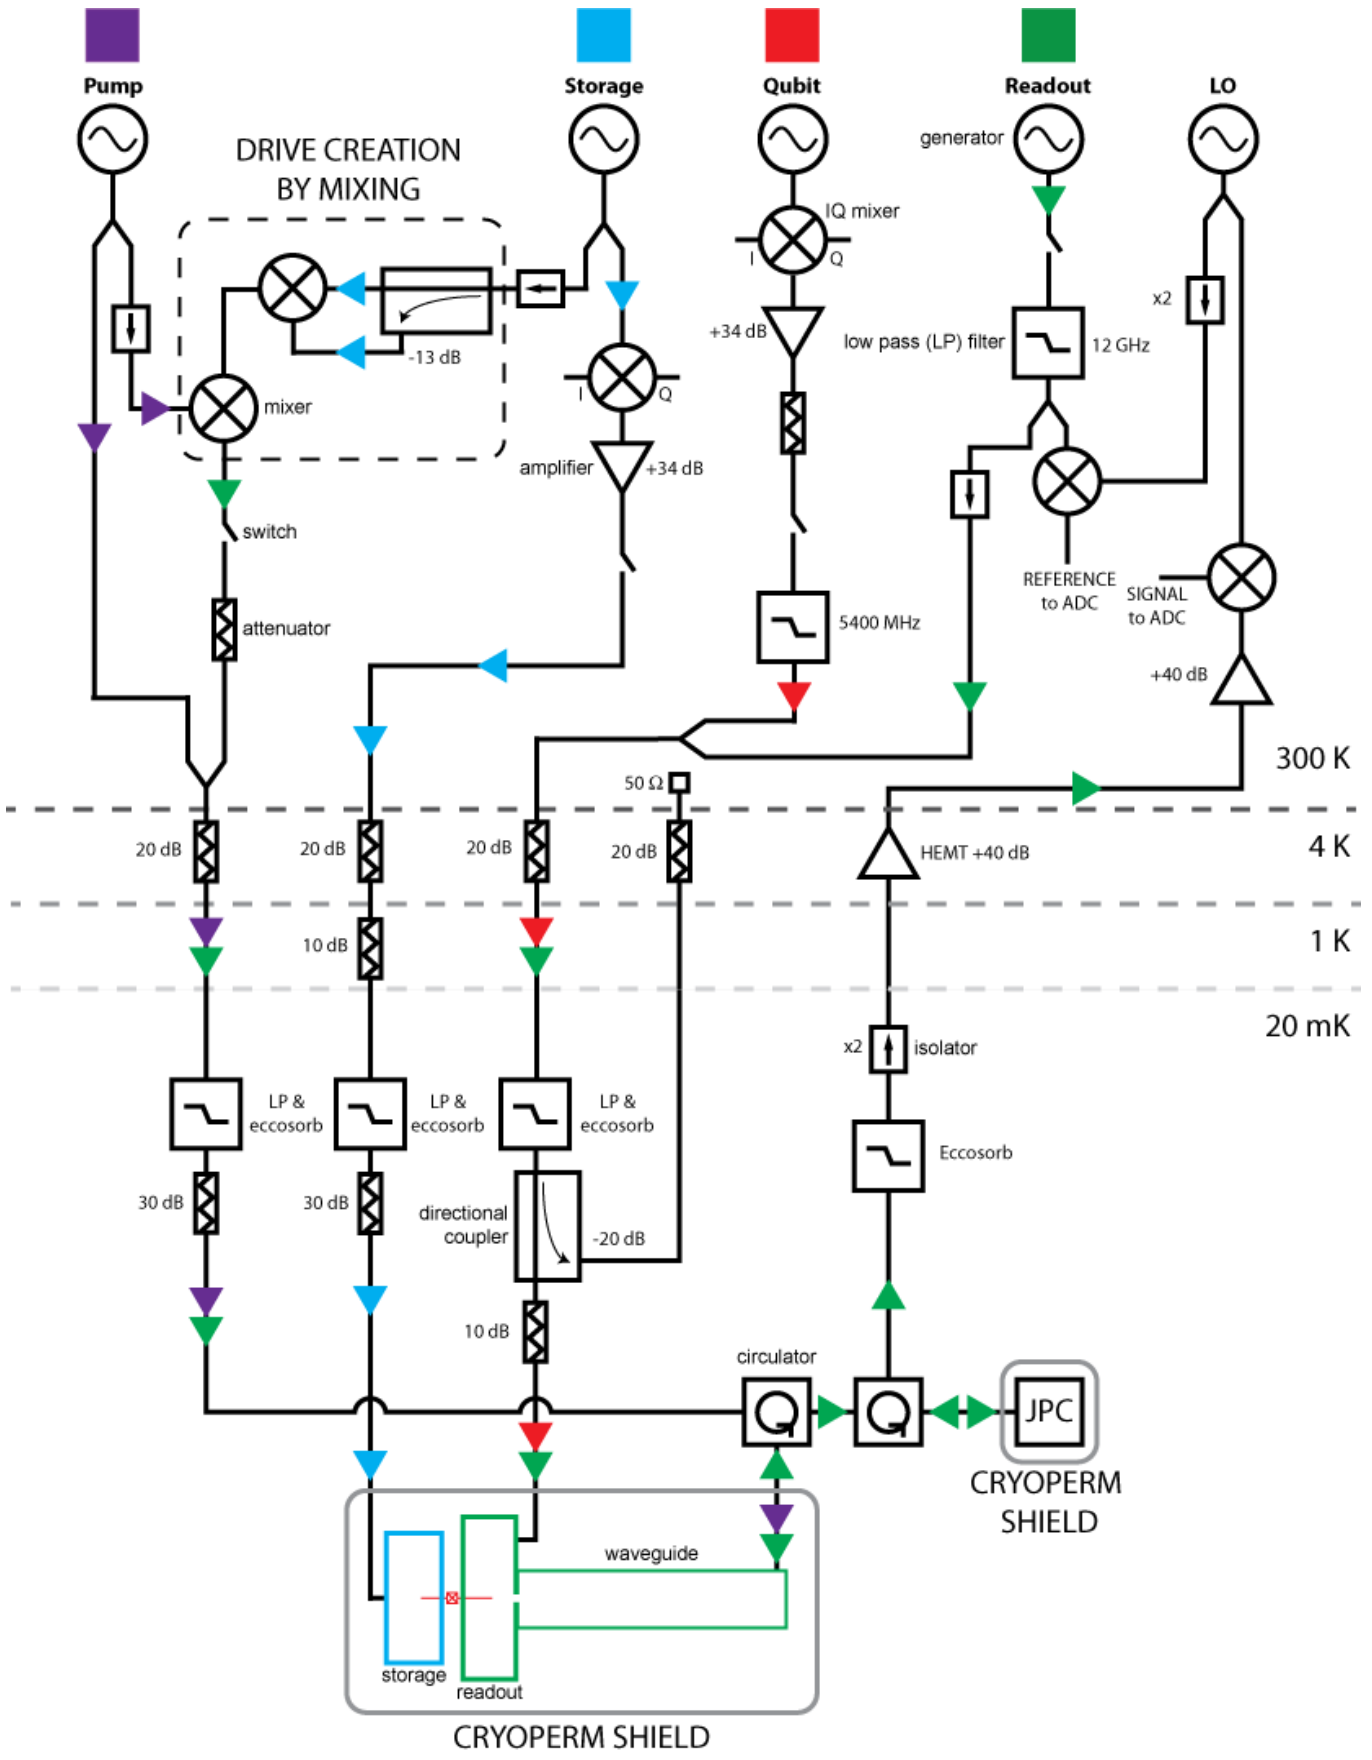 Pump
Storage
Qubit
Readout
LO
generator
DRIVE CREATION
BY MIXING
IQ mixer
I
Q
x2
+34 dB
low pass (LP) filter
12 GHz
-13 dB
I
Q
mixer
amplifier
+34 dB
switch
REFERENCE
to ADC
SIGNAL
to ADC
attenuator
5400 MHz
+40 dB
300 K
50 Ω
20 dB
20 dB
20 dB
20 dB
HEMT +40 dB
4 K
10 dB
1 K
20 mK
x2
isolator
LP &
eccosorb
LP &
eccosorb
LP &
eccosorb
Eccosorb
30 dB
30 dB
directional
coupler
-20 dB
10 dB
circulator
JPC
CRYOPERM
SHIELD
waveguide
storage
readout
CRYOPERM SHIELD